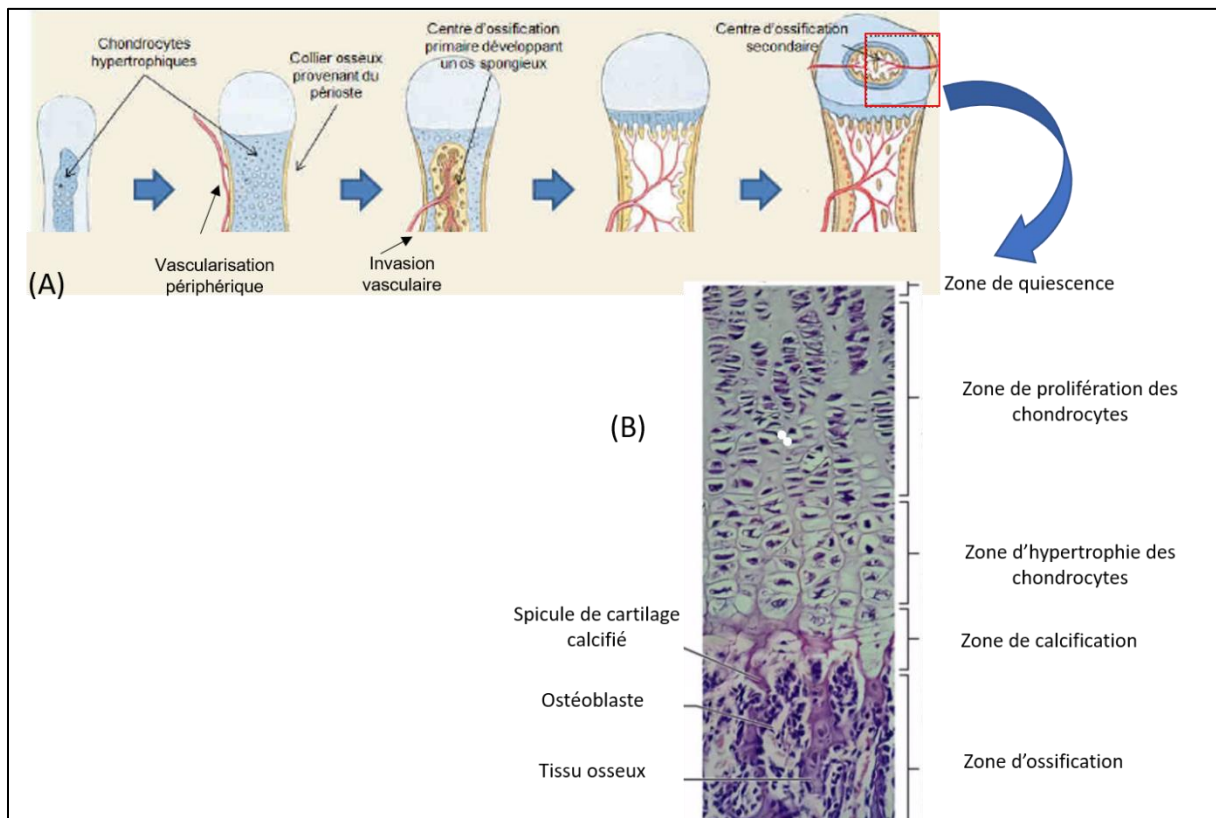 Chondrocytes
hypertrophiques
Collier osseux
provenant du
périoste
Centre d'ossification
primaire développant
un os spongieux
Centre d'ossification
secondaire
Vascularisation
périphérique
Invasion
vasculaire
(A)
Zone de quiescence
Zone de prolifération des
chondrocytes
(B)
Zone d'hypertrophie des
chondrocytes
Spicule de cartilage
calcifié
Zone de calcification
Ostéoblaste
Tissu osseux
Zone d'ossification